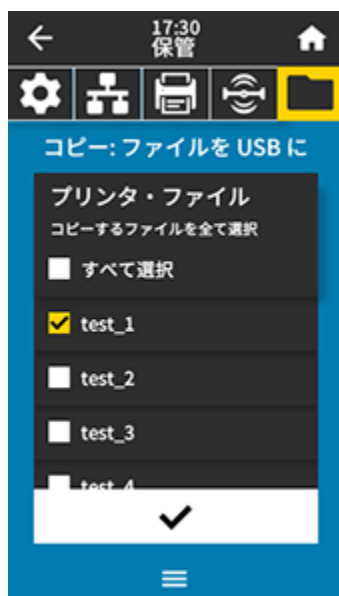 17:30
保管
コピー: ファイルを USB に
プリンタ・ファイル
コピーするファイルを全て選択
すべて選択
test_1
test_2
test_3
test_4